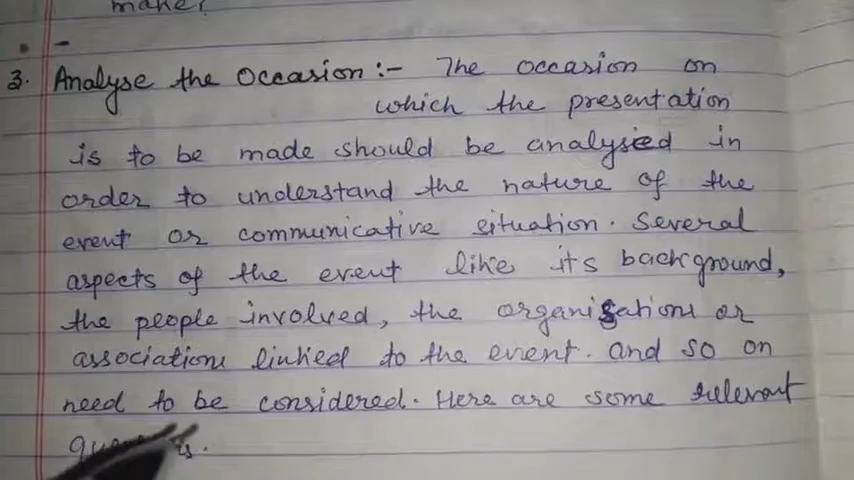 maker
-
3. Analyse the Occasion :- The occasion on
which the presentation
is to be made should be analysed in
order to understand the nature of the
event or communicative situation. Several
aspects of the event like its background,
the people involved, the organisations or
associations linked to the event. and so on
need to be considered. Here are some relevant